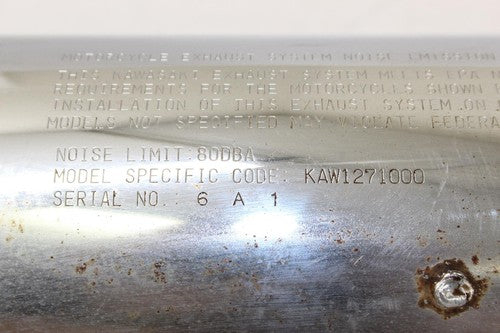 MOTORCYCLE EXHAUST SYSTEM NOISE EMISSION
THIS KAWASAKI EXHAUST SYSTEM MEETS EPA
REQUIREMENTS FOR THE MOTORCYCLES SHOWN
INSTALLATION OF THIS EXHAUST SYSTEM ON
MODELS NOT SPECIFIED MAY VIOLATE FEDERA
NOISE LIMIT:80DBA
MODEL SPECIFIC CODE: KAW1271000
SERIAL NO.: 6 A 1